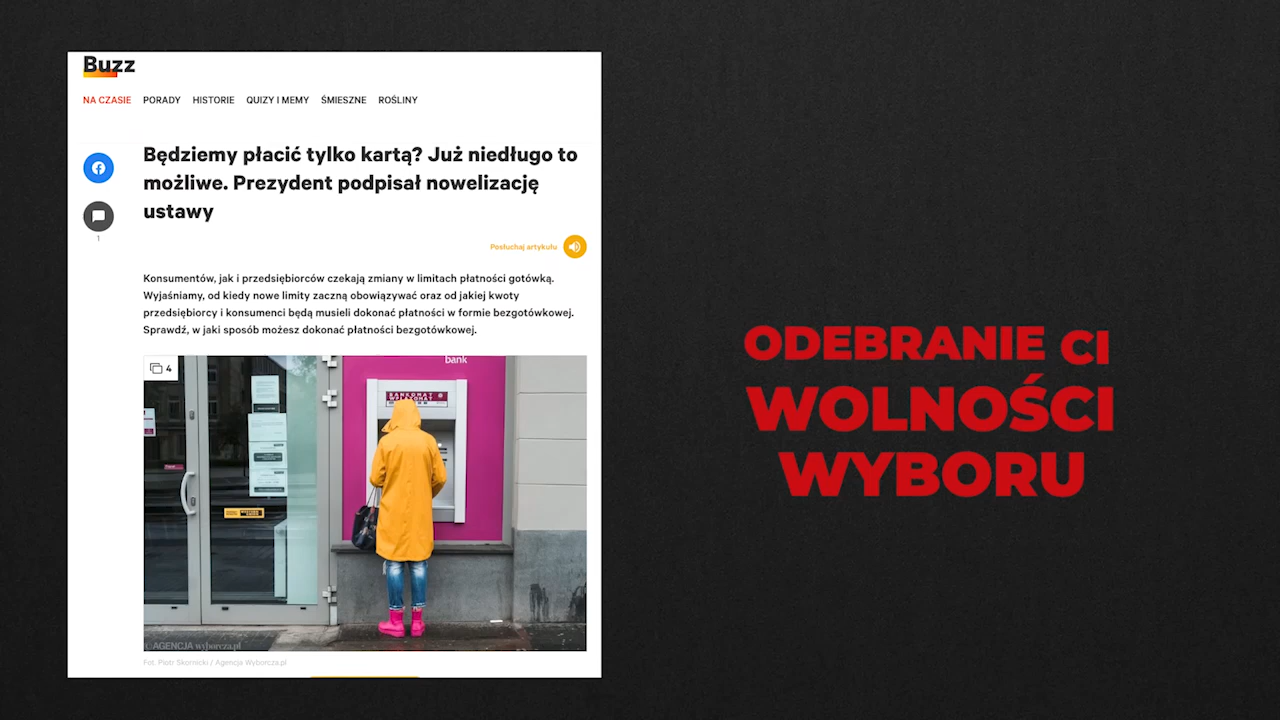 Buzz
NA CZASIE PORADY HISTORIE QUIZY I MEMY ŚMIESZNE ROŚLINY
Będziemy płacić tylko kartą? Już niedługo to
możliwe. Prezydent podpisał nowelizację
ustawy
1
Posłuchaj artykułu
Konsumentów, jak i przedsiębiorców czekają zmiany w limitach płatności gotówką.
Wyjaśniamy, od kiedy nowe limity zaczną obowiązywać oraz od jakiej kwoty
przedsiębiorcy i konsumenci będą musieli dokonać płatności w formie bezgotówkowej.
Sprawdź, w jaki sposób możesz dokonać płatności bezgotówkowej.
4
bank
BANKOMAT
©AGENCJA wyborcza.pl
Fot. Piotr Skornicki / Agencja Wyborcza.pl
ODEBRANIE CI
WOLNOŚCI
WYBORU